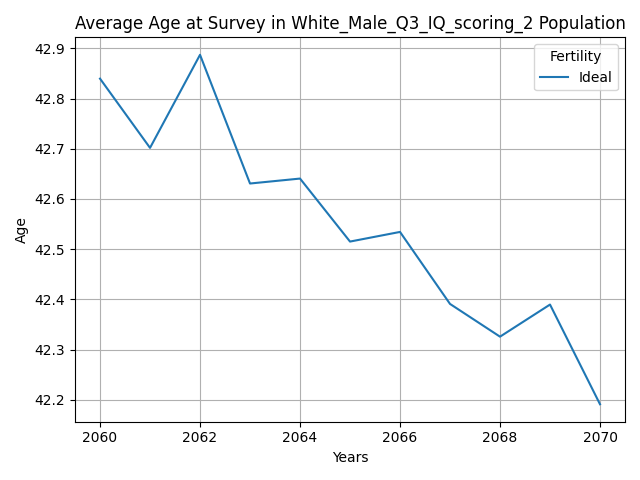 Average Age at Survey in White_Male_Q3_IQ_scoring_2 Population
Fertility
Ideal
42.9
42.8
42.7
42.6
42.5
42.4
42.3
42.2
Age
2060
2062
2064
2066
2068
2070
Years